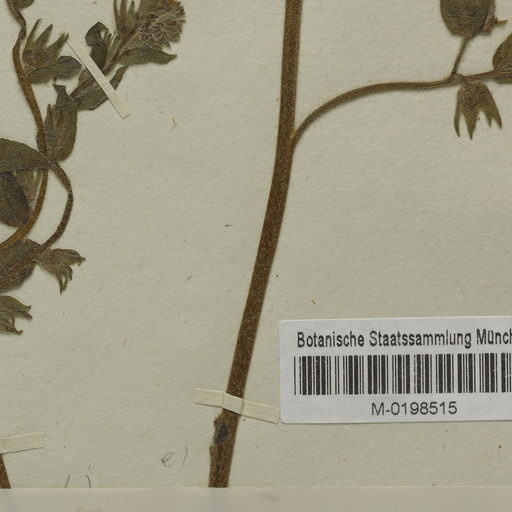 Botanische Staatssammlung Münch
M-0198515
e)